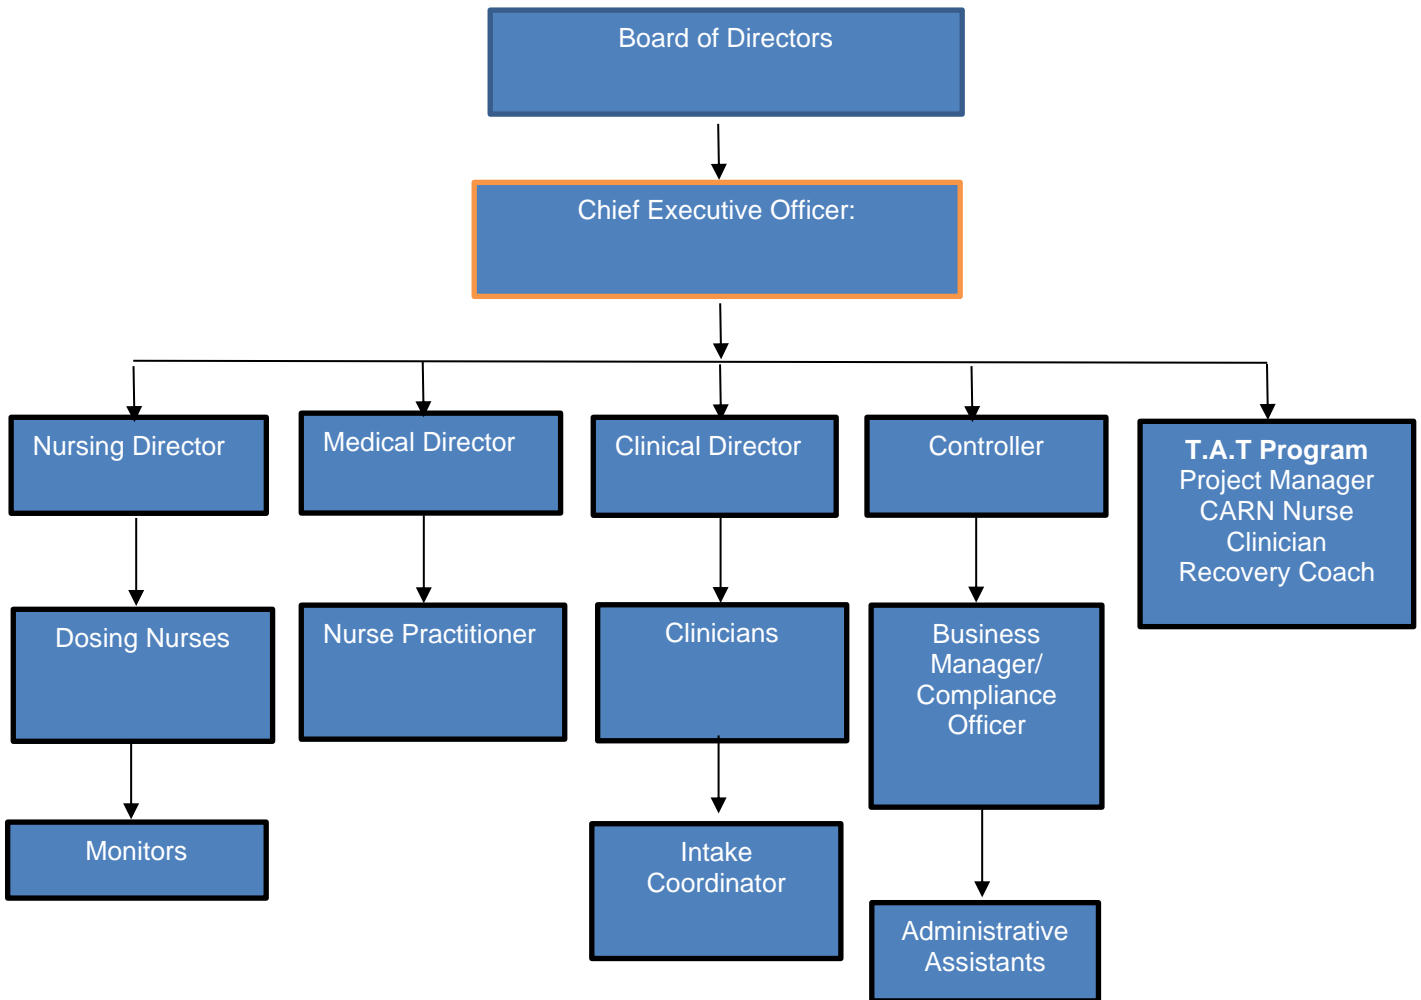 Board of Directors
Chief Executive Officer:
Nursing Director
Medical Director
Clinical Director
Controller
T.A.T Program
Project Manager
CARN Nurse
Clinician
Recovery Coach
Dosing Nurses
Nurse Practitioner
Clinicians
Business
Manager/
Compliance
Officer
Monitors
Intake
Coordinator
Administrative
Assistants